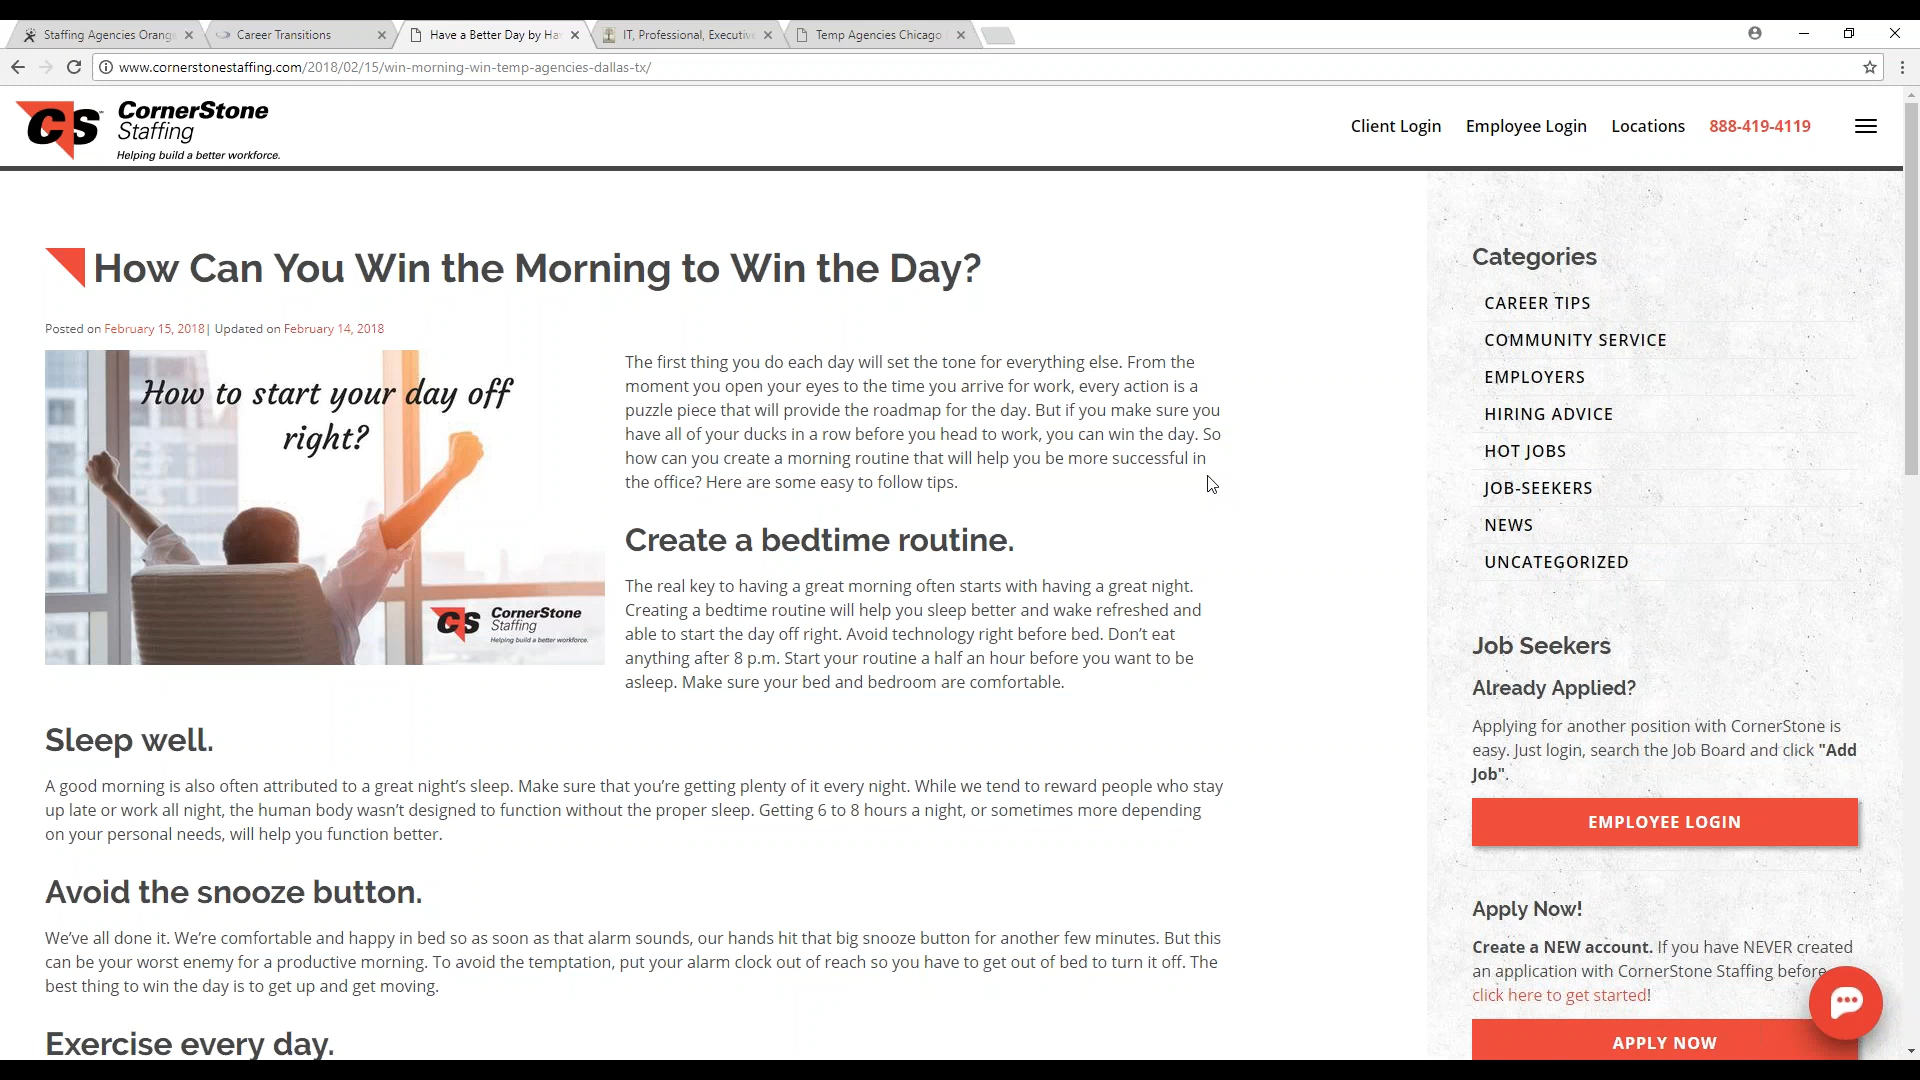 Staffing Agencies Orang
Career Transitions
Have a Better Day by Ha
IT, Professional, Executive
Temp Agencies Chicago
www.cornerstonestaffing.com/2018/02/15/win-morning-win-temp-agencies-dallas-tx/
CS
CornerStone
Staffing
Helping build a better workforce.
Client Login
Employee Login
Locations
888-419-4119
How Can You Win the Morning to Win the Day?
Posted on February 15, 2018| Updated on February 14, 2018
How to start your day off
right?
CS
CornerStone
Staffing
Helping build a better workforce.
The first thing you do each day will set the tone for everything else. From the
moment you open your eyes to the time you arrive for work, every action is a
puzzle piece that will provide the roadmap for the day. But if you make sure you
have all of your ducks in a row before you head to work, you can win the day. So
how can you create a morning routine that will help you be more successful in
the office? Here are some easy to follow tips.
Create a bedtime routine.
The real key to having a great morning often starts with having a great night.
Creating a bedtime routine will help you sleep better and wake refreshed and
able to start the day off right. Avoid technology right before bed. Don’t eat
anything after 8 p.m. Start your routine a half an hour before you want to be
asleep. Make sure your bed and bedroom are comfortable.
Sleep well.
A good morning is also often attributed to a great night’s sleep. Make sure that you’re getting plenty of it every night. While we tend to reward people who stay
up late or work all night, the human body wasn’t designed to function without the proper sleep. Getting 6 to 8 hours a night, or sometimes more depending
on your personal needs, will help you function better.
Avoid the snooze button.
We’ve all done it. We’re comfortable and happy in bed so as soon as that alarm sounds, our hands hit that big snooze button for another few minutes. But this
can be your worst enemy for a productive morning. To avoid the temptation, put your alarm clock out of reach so you have to get out of bed to turn it off. The
best thing to win the day is to get up and get moving.
Exercise every day.
Categories
CAREER TIPS
COMMUNITY SERVICE
EMPLOYERS
HIRING ADVICE
HOT JOBS
JOB-SEEKERS
NEWS
UNCATEGORIZED
Job Seekers
Already Applied?
Applying for another position with CornerStone is
easy. Just login, search the Job Board and click "Add
Job".
EMPLOYEE LOGIN
Apply Now!
Create a NEW account. If you have NEVER created
an application with CornerStone Staffing before
click here to get started!
APPLY NOW